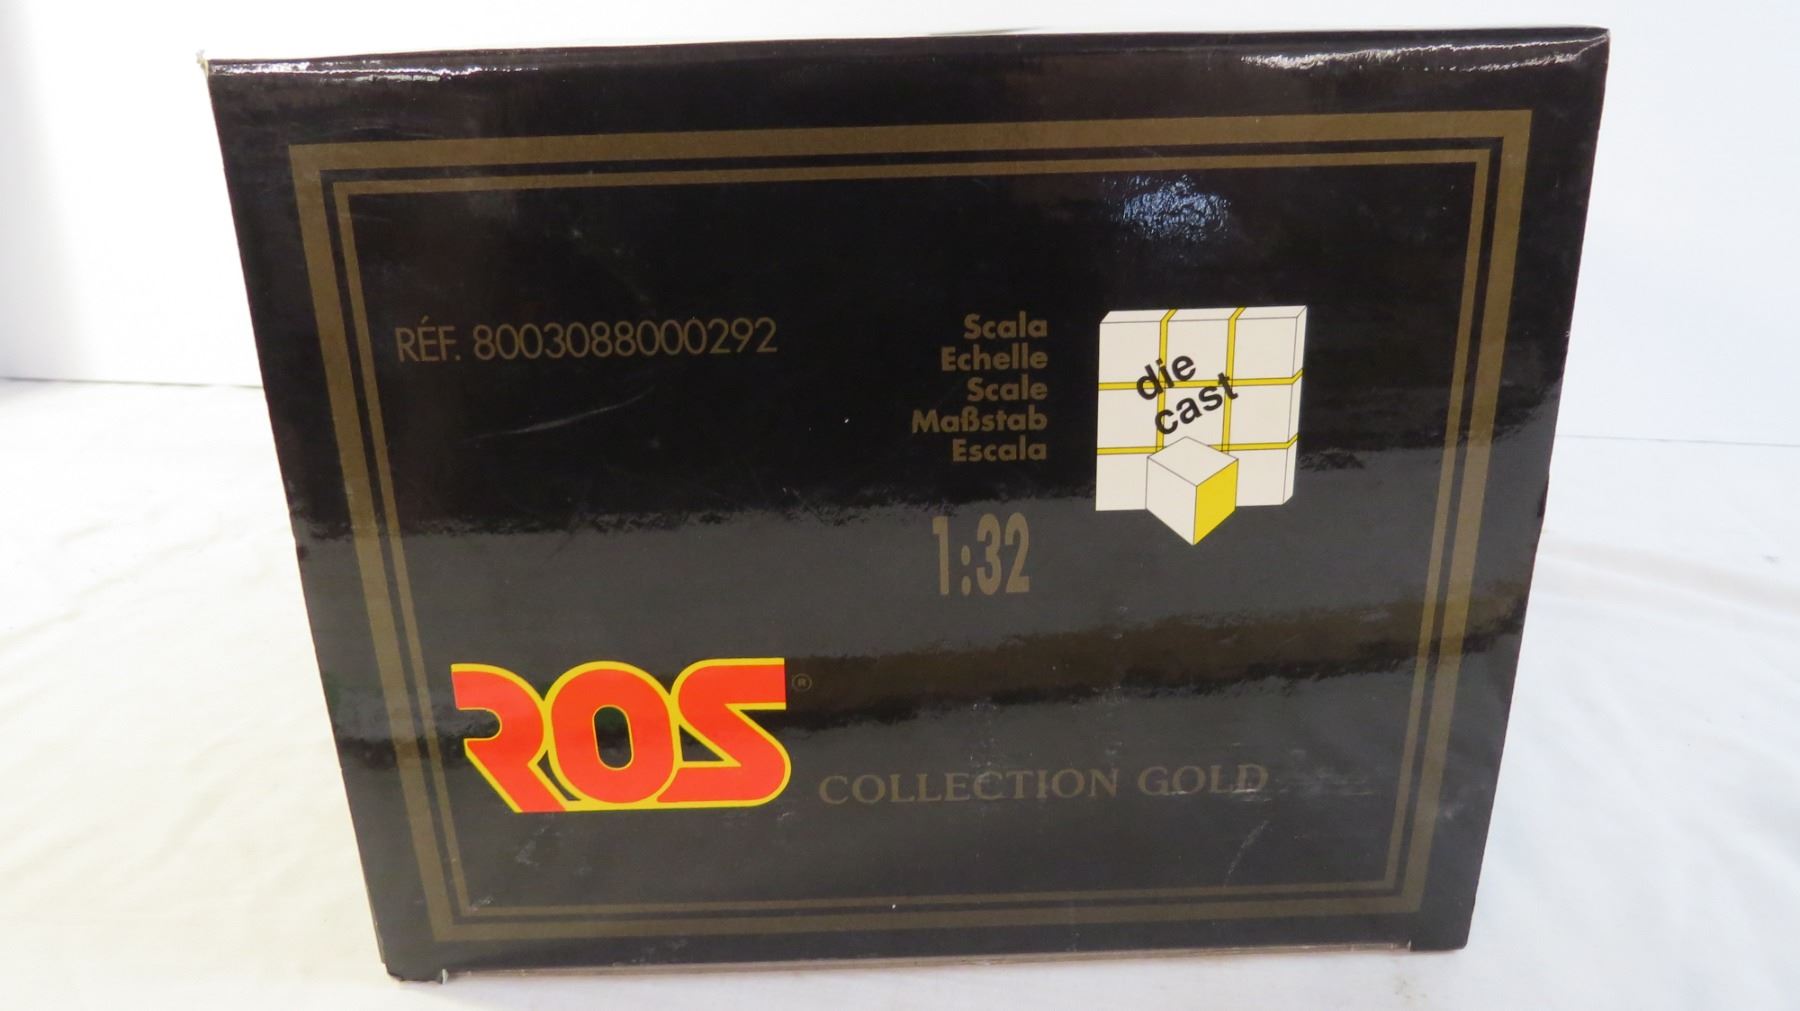 RÉF. 8003088000292
Scala
Echelle
Scale
Maßstab
Escala
1:32
die
cast
ROS®
COLLECTION GOLD